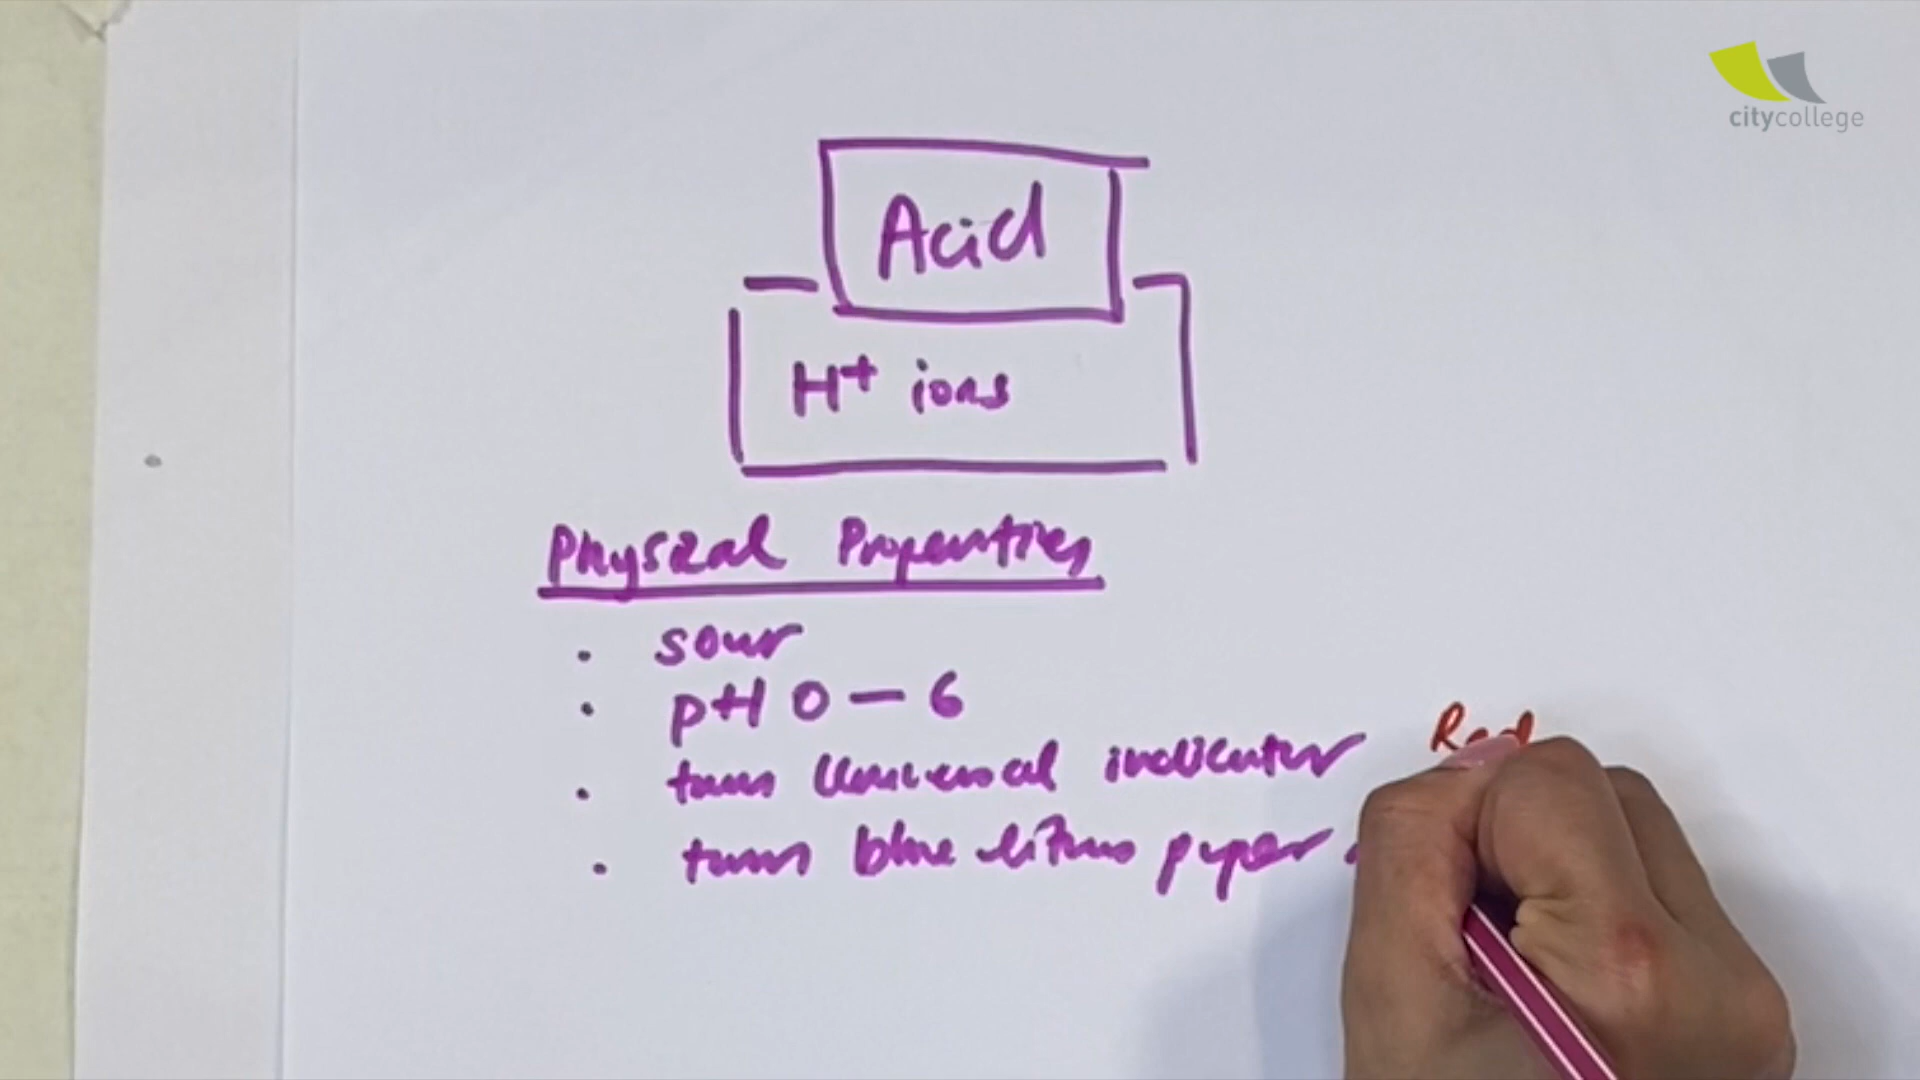 citycollege
Acid
H+ ions
Physical Properties
• sour
• pH 0 – 6
• turns Universal indicator Red
• turns blue litmus paper